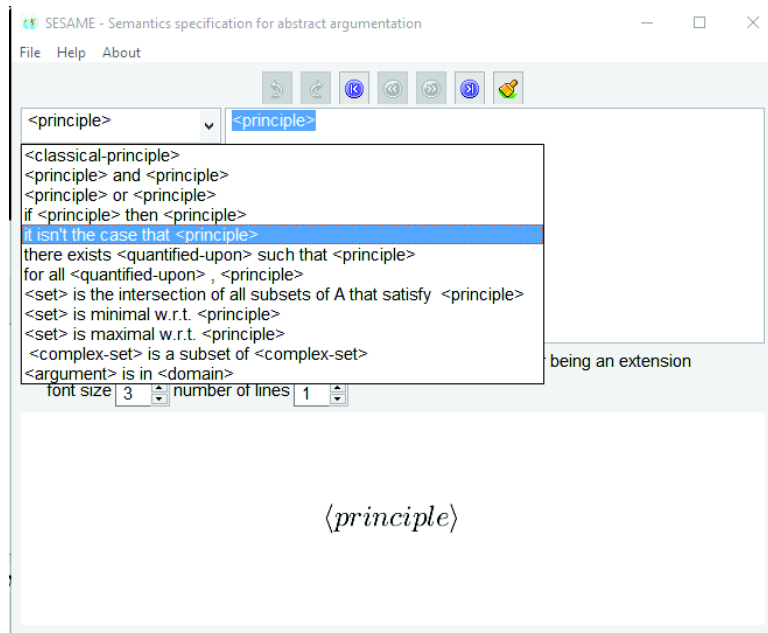 SESAME - Semantics specification for abstract argumentation
File Help About
<principle> <principle>
<classical-principle>
<principle> and <principle>
<principle> or <principle>
if <principle> then <principle>
it isn't the case that <principle>
there exists <quantified-upon> such that <principle>
for all <quantified-upon> , <principle>
<set> is the intersection of all subsets of A that satisfy <principle>
<set> is minimal w.r.t. <principle>
<set> is maximal w.r.t. <principle>
<complex-set> is a subset of <complex-set>
being an extension
<argument> is in <domain>
font size 3 number of lines 1
⟨principle⟩